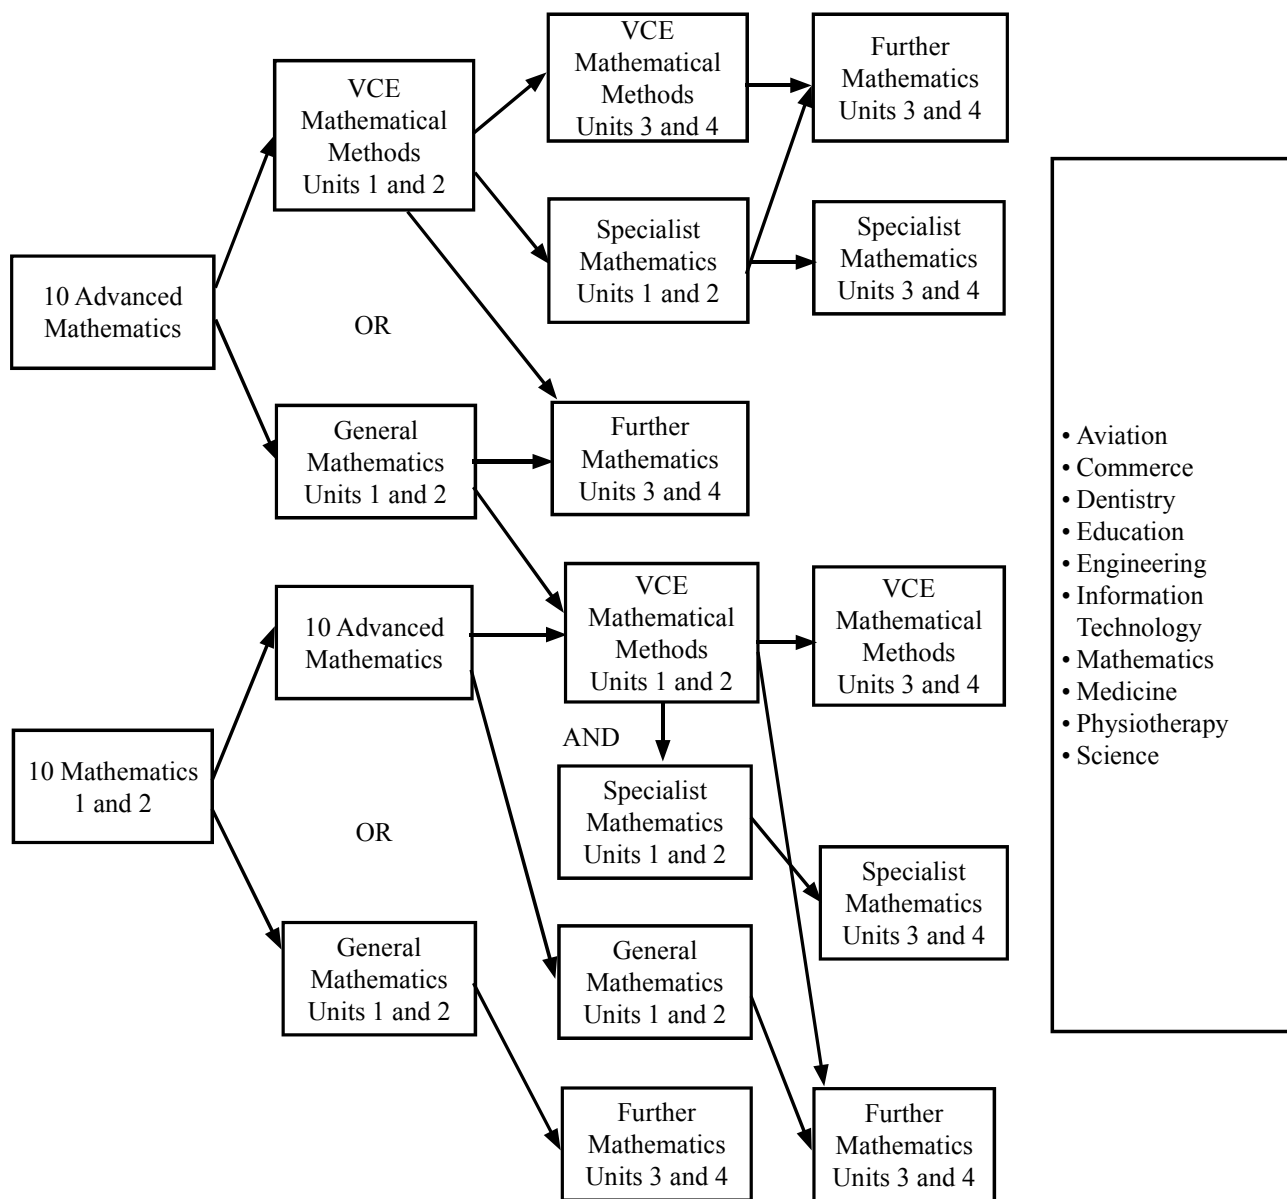 VCE
Mathematical
Methods
Units 1 and 2
VCE
Mathematical
Methods
Units 3 and 4
Further
Mathematics
Units 3 and 4
Specialist
Mathematics
Units 1 and 2
Specialist
Mathematics
Units 3 and 4
10 Advanced
Mathematics
OR
General
Mathematics
Units 1 and 2
Further
Mathematics
Units 3 and 4
10 Advanced
Mathematics
VCE
Mathematical
Methods
Units 1 and 2
VCE
Mathematical
Methods
Units 3 and 4
10 Mathematics
1 and 2
AND
Specialist
Mathematics
Units 1 and 2
OR
Specialist
Mathematics
Units 3 and 4
General
Mathematics
Units 1 and 2
General
Mathematics
Units 1 and 2
Further
Mathematics
Units 3 and 4
Further
Mathematics
Units 3 and 4
• Aviation
• Commerce
• Dentistry
• Education
• Engineering
• Information
Technology
• Mathematics
• Medicine
• Physiotherapy
• Science